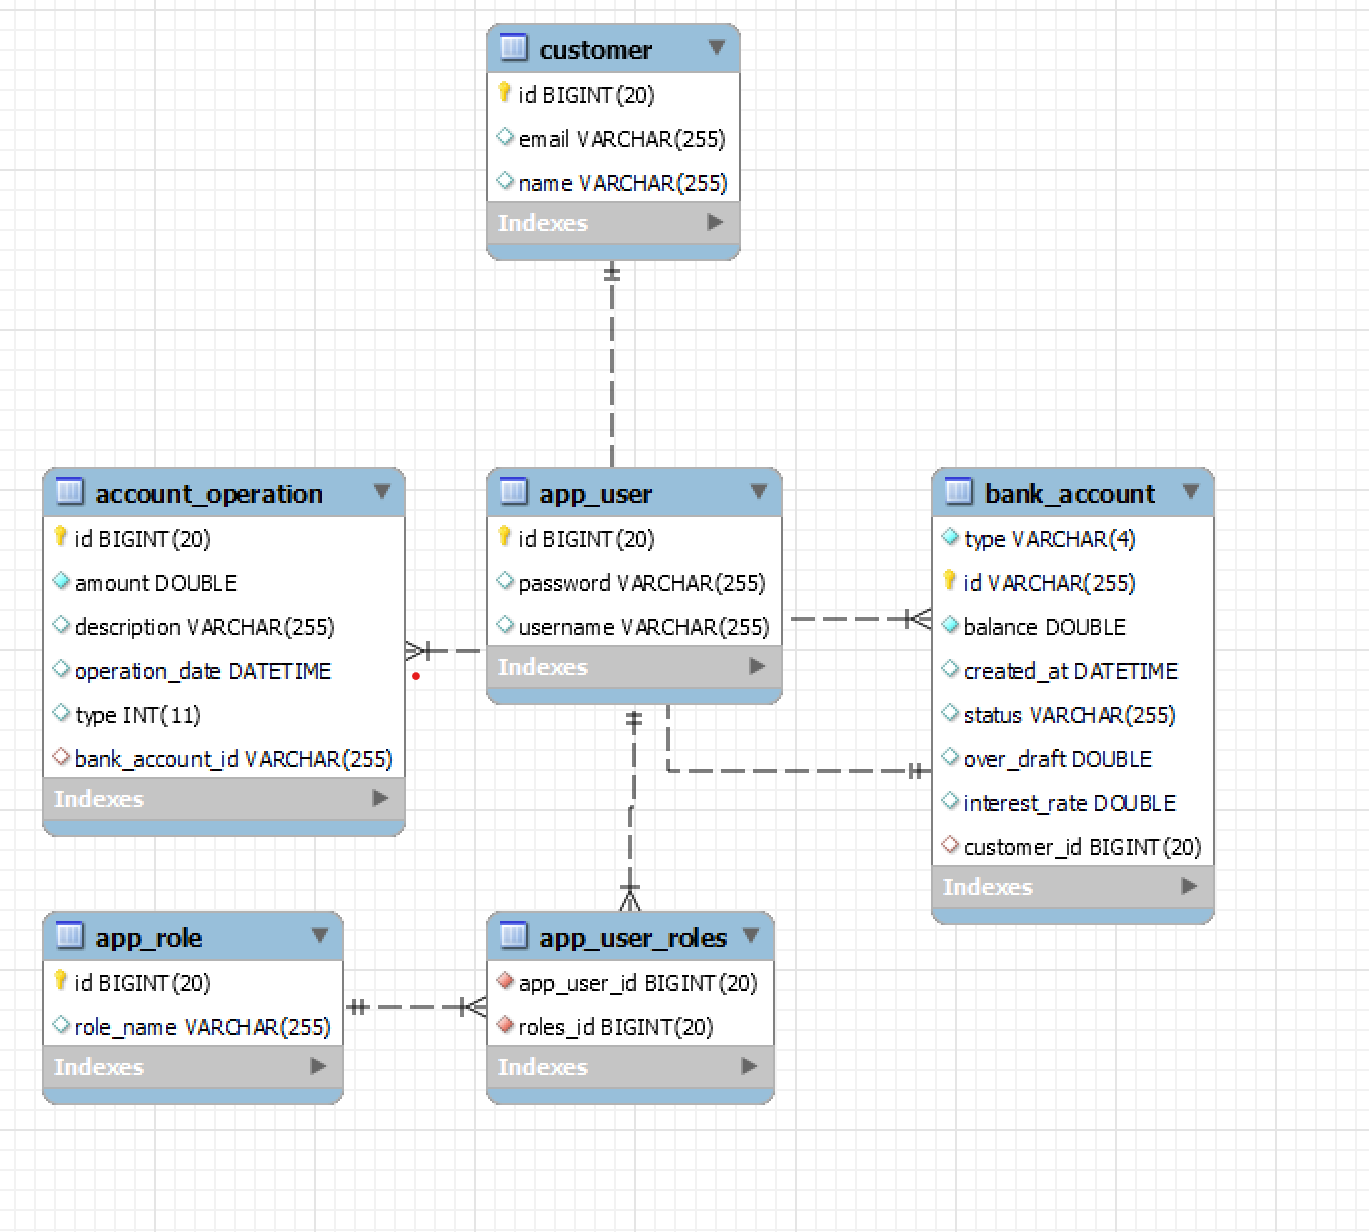 customer
id BIGINT(20)
email VARCHAR(255)
name VARCHAR(255)
Indexes
account_operation
id BIGINT(20)
amount DOUBLE
description VARCHAR(255)
operation_date DATETIME
type INT(11)
bank_account_id VARCHAR(255)
Indexes
app_user
id BIGINT(20)
password VARCHAR(255)
username VARCHAR(255)
Indexes
bank_account
type VARCHAR(4)
id VARCHAR(255)
balance DOUBLE
created_at DATETIME
status VARCHAR(255)
over_draft DOUBLE
interest_rate DOUBLE
customer_id BIGINT(20)
Indexes
app_role
id BIGINT(20)
role_name VARCHAR(255)
Indexes
app_user_roles
app_user_id BIGINT(20)
roles_id BIGINT(20)
Indexes